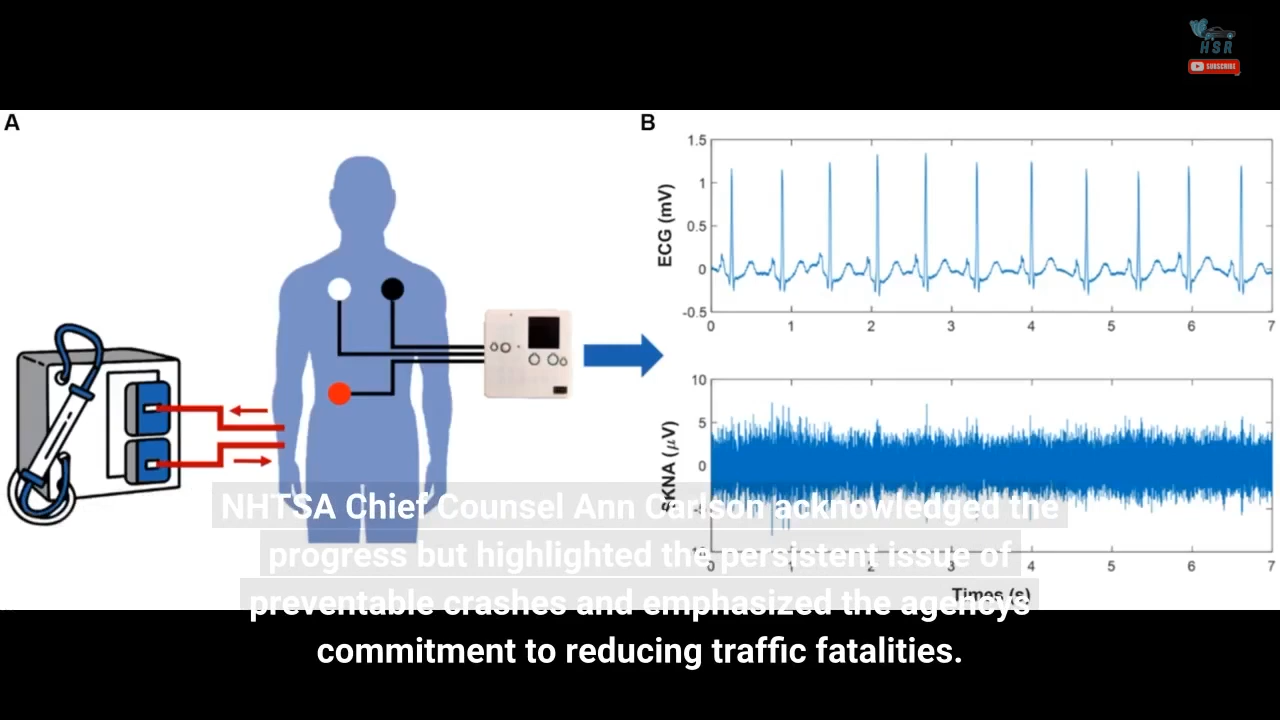 HSR
SUBSCRIBE
A
B
ECG (mV)
1.5
1
0.5
0
-0.5
0 1 2 3 4 5 6 7
SKNA (μV)
10
5
0
0 1 2 3 4 5 6 7
Times (s)
NHTSA Chief Counsel Ann Carlson acknowledged the
progress but highlighted the persistent issue of
preventable crashes and emphasized the agencys
commitment to reducing traffic fatalities.